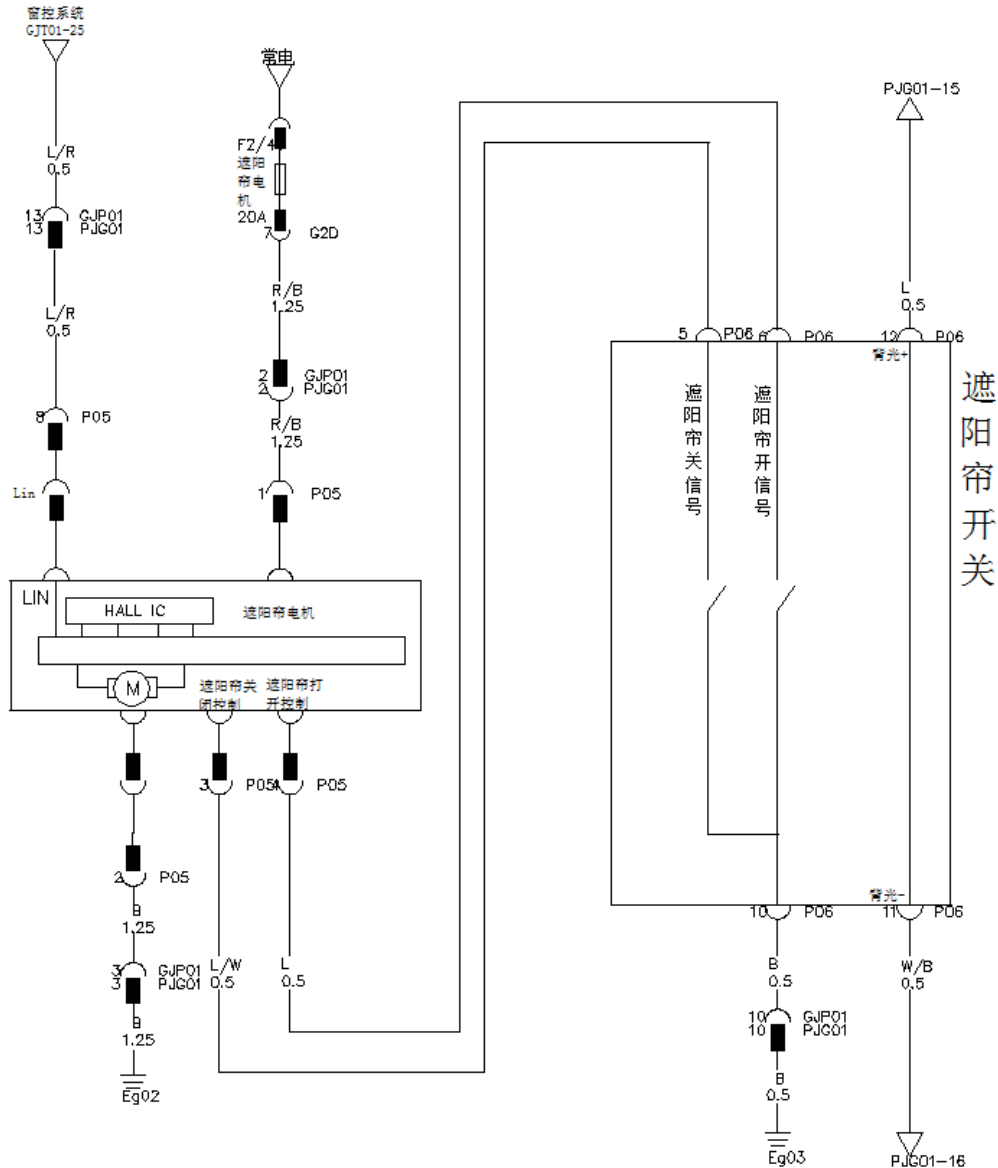 窗控系统
GJT01-25
常电
PJG01-15
F2/4
遮阳
帘电
机
20A
7 G2D
L/R
0.5
13 GJP01
13 PJG01
R/B
1.25
L
0.5
L/R
0.5
5 P06 6 P06 12 P06
背光+
2 GJP01
2 PJG01
遮阳帘关信号
遮阳帘开信号
遮阳帘开关
8 P05
R/B
1.25
Lin
1 P05
LIN
HALL IC
遮阳帘电机
M
遮阳帘关
闭控制
遮阳帘打
开控制
3 P05 4 P05
2 P05
背光-
10 P06 11 P06
B
1.25
3 GJP01
3 PJG01
L/W
0.5
L
0.5
B
0.5
W/B
0.5
10 GJP01
10 PJG01
B
1.25
Eg02
B
0.5
Eg03
PJG01-16